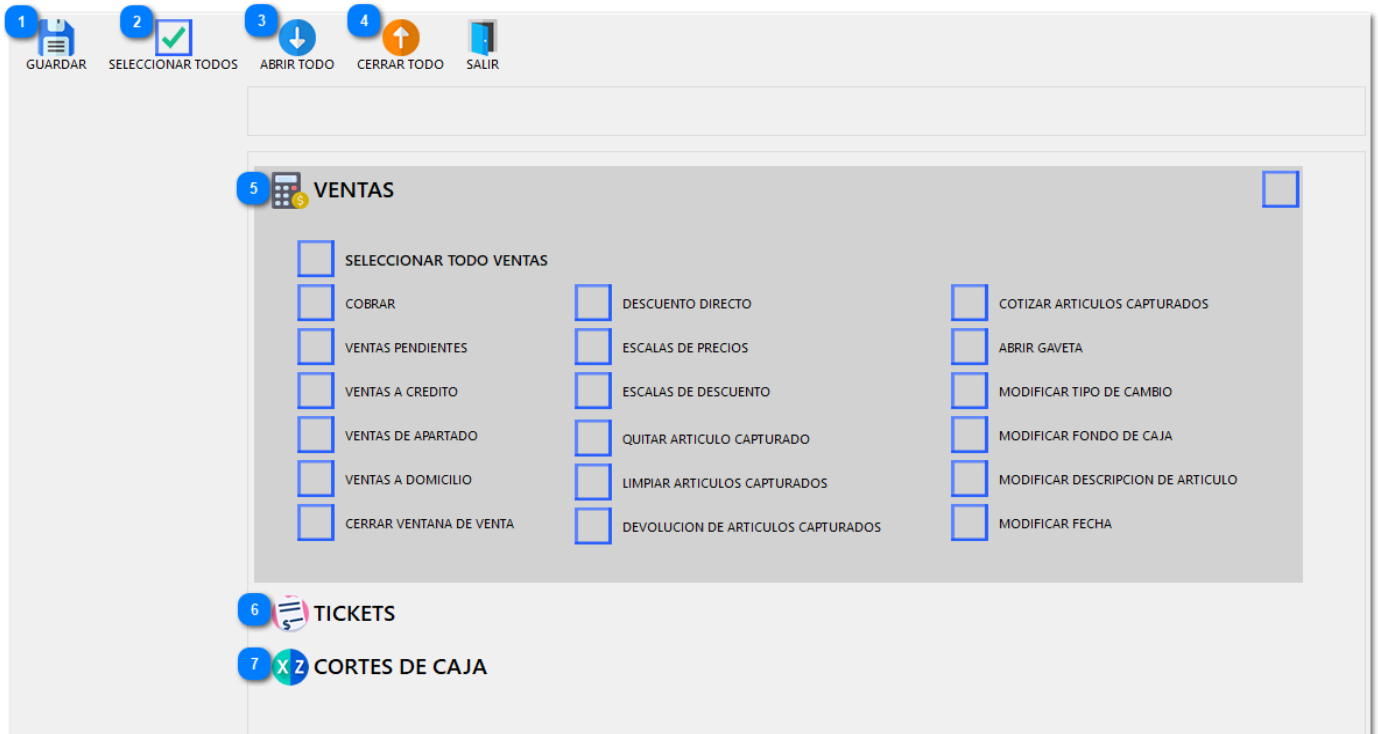 1 2 3 4
GUARDAR SELECCIONAR TODOS ABRIR TODO CERRAR TODO SALIR
5 $ VENTAS
SELECCIONAR TODO VENTAS
COBRAR DESCUENTO DIRECTO COTIZAR ARTICULOS CAPTURADOS
VENTAS PENDIENTES ESCALAS DE PRECIOS ABRIR GAVETA
VENTAS A CREDITO ESCALAS DE DESCUENTO MODIFICAR TIPO DE CAMBIO
VENTAS DE APARTADO QUITAR ARTICULO CAPTURADO MODIFICAR FONDO DE CAJA
VENTAS A DOMICILIO LIMPIAR ARTICULOS CAPTURADOS MODIFICAR DESCRIPCION DE ARTICULO
CERRAR VENTANA DE VENTA DEVOLUCION DE ARTICULOS CAPTURADOS MODIFICAR FECHA
6 $ TICKETS
7 X Z CORTES DE CAJA